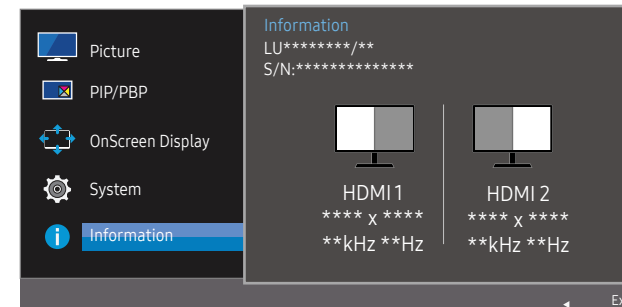 Picture
PIP/PBP
OnScreen Display
System
Information
Information
LU********/**
S/N:**************
HDMI 1
**** x ****
**kHz **Hz
HDMI 2
**** x ****
**kHz **Hz